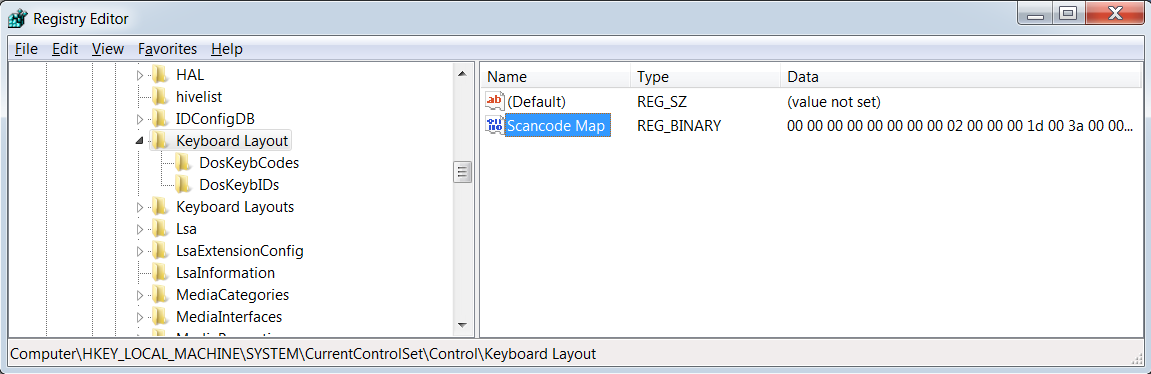 Registry Editor
File Edit View Favorites Help
HAL
hivelist
IDConfigDB
Keyboard Layout
DosKeybCodes
DosKeybIDs
Keyboard Layouts
Lsa
LsaExtensionConfig
LsaInformation
MediaCategories
MediaInterfaces
Name Type Data
(Default) REG_SZ (value not set)
Scancode Map REG_BINARY 00 00 00 00 00 00 00 00 02 00 00 00 1d 00 3a 00 00...
Computer\HKEY_LOCAL_MACHINE\SYSTEM\CurrentControlSet\Control\Keyboard Layout